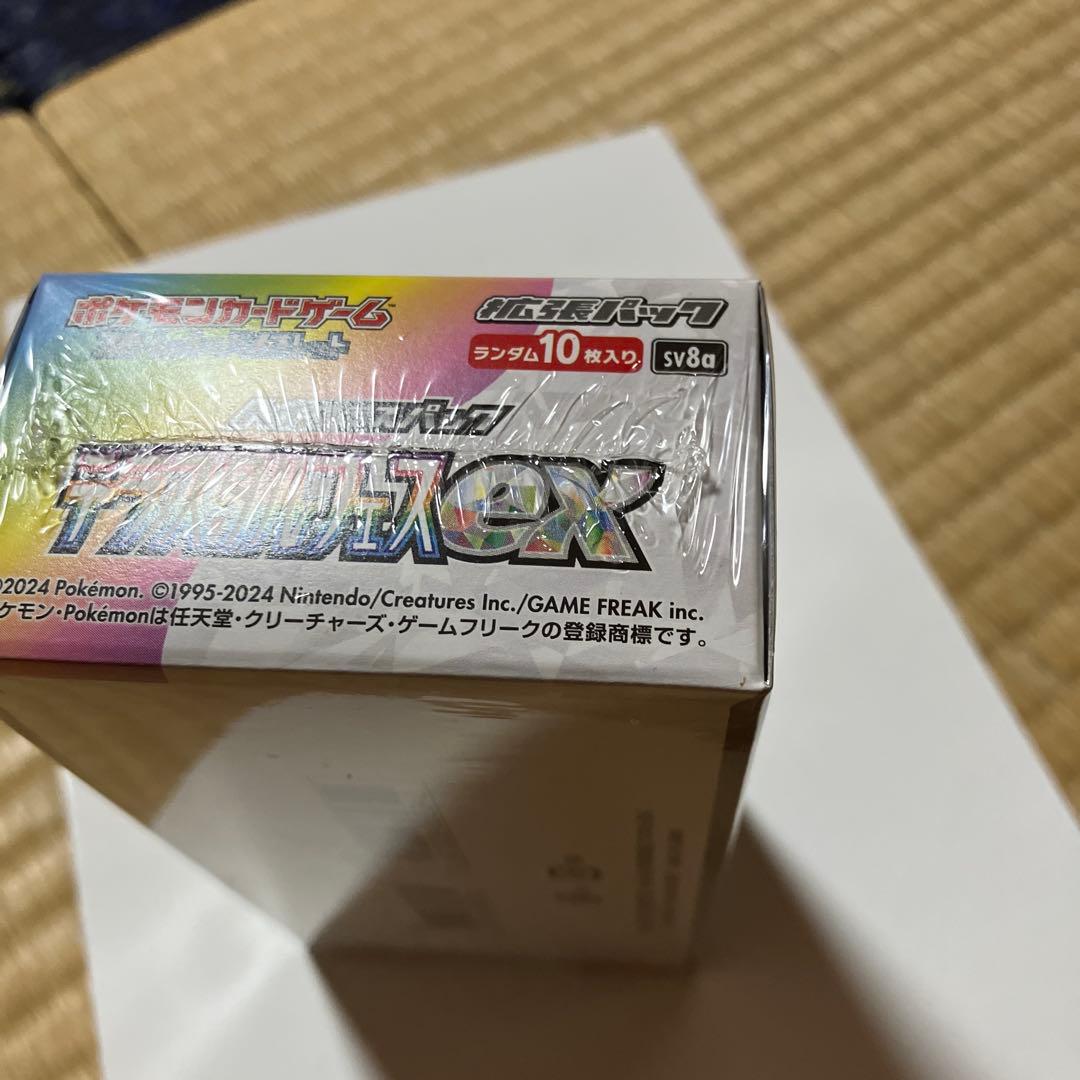 ポケモンカードゲーム
拡張パック
ランダム10枚入り
SV8a
パック
テラスタルフェスex
©2024 Pokémon. ©1995-2024 Nintendo/Creatures Inc./GAME FREAK inc.
ケモン・Pokémonは任天堂・クリーチャーズ・ゲームフリークの登録商標です。